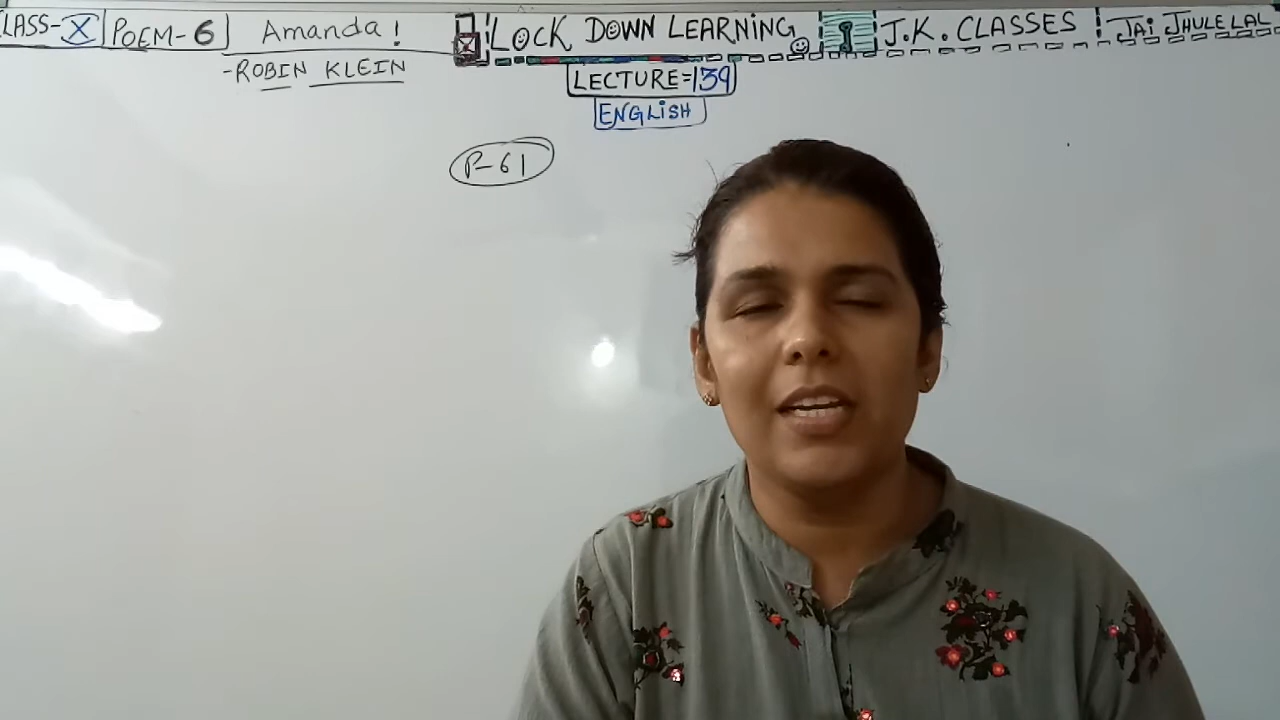 LASS-X POEM-6 Amanda! LOCK DOWN LEARNING J.K. CLASSES ! JAI JHULELAL
-ROBIN KLEIN
LECTURE=139
ENGLISH
P-61